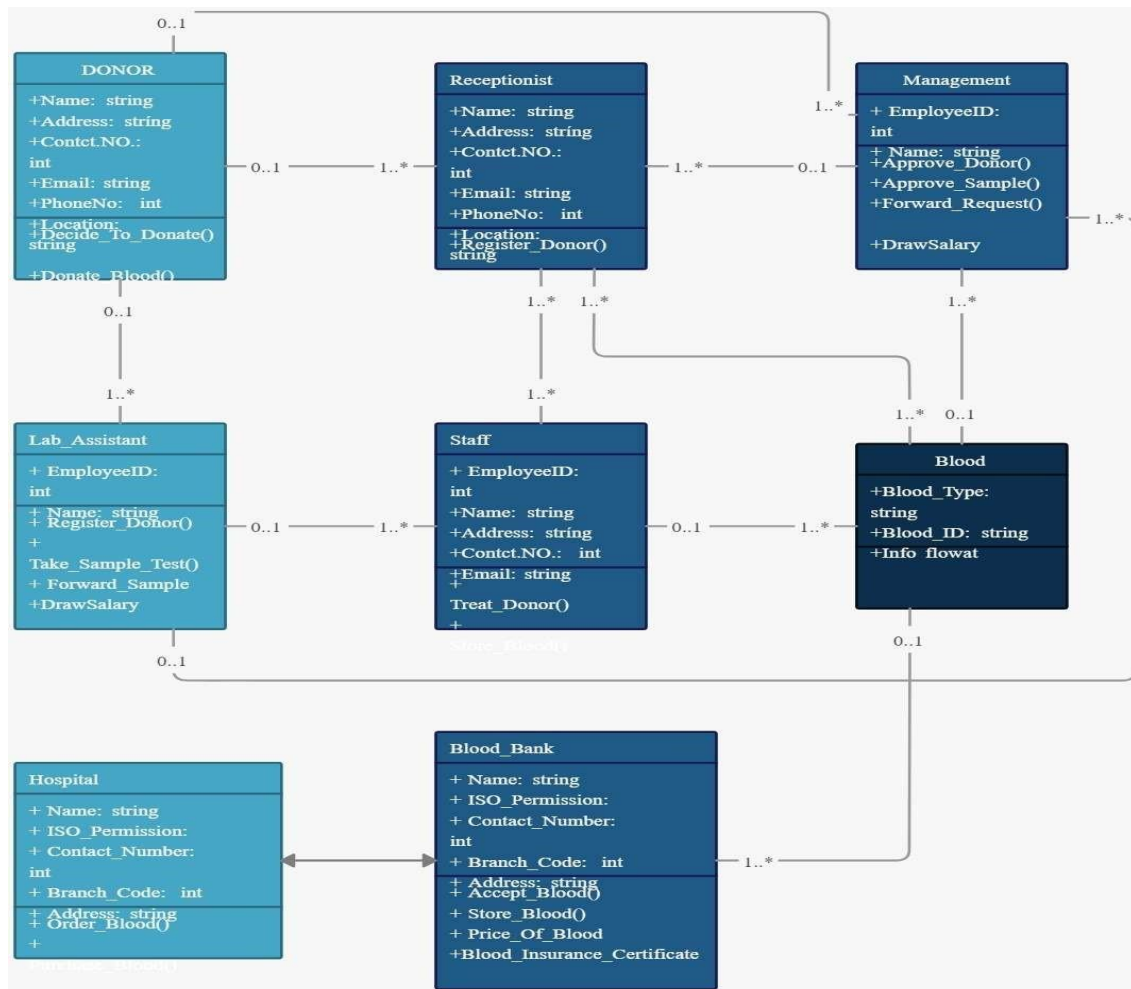 0..1
DONOR
+Name: string
+Address: string
+Contct.NO.:
int
+Email: string
+PhoneNo: int
+Location:
string
+Decide_To_Donate()
+Donate_Blood()
0..1
1..*
Receptionist
+Name: string
+Address: string
+Contct.NO.:
int
+Email: string
+PhoneNo: int
+Location:
string
+Register_Donor()
1..*
0..1
1..*
Management
+ EmployeeID:
int
+ Name: string
+Approve_Donor()
+Approve_Sample()
+Forward_Request()
+DrawSalary
1..*
0..1
1..*
1..*
1..*
1..*
1..*
1..*
0..1
Lab_Assistant
+ EmployeeID:
int
+ Name: string
+ Register_Donor()
+
Take_Sample_Test()
+ Forward_Sample
+DrawSalary
0..1
1..*
Staff
+ EmployeeID:
int
+Name: string
+Address: string
+Contct.NO.: int
+Email: string
+
Treat_Donor()
+
Store_Blood()
0..1
1..*
Blood
+Blood_Type:
string
+Blood_ID: string
+Info flowat
0..1
0..1
Hospital
+ Name: string
+ ISO_Permission:
+ Contact_Number:
int
+ Branch_Code: int
+ Address: string
+ Order_Blood()
+
Purchase_Blood()
Blood_Bank
+ Name: string
+ ISO_Permission:
+ Contact_Number:
int
+ Branch_Code: int
+ Address: string
+ Accept_Blood()
+ Store_Blood()
+ Price_Of_Blood
+Blood_Insurance_Certificate
1..*